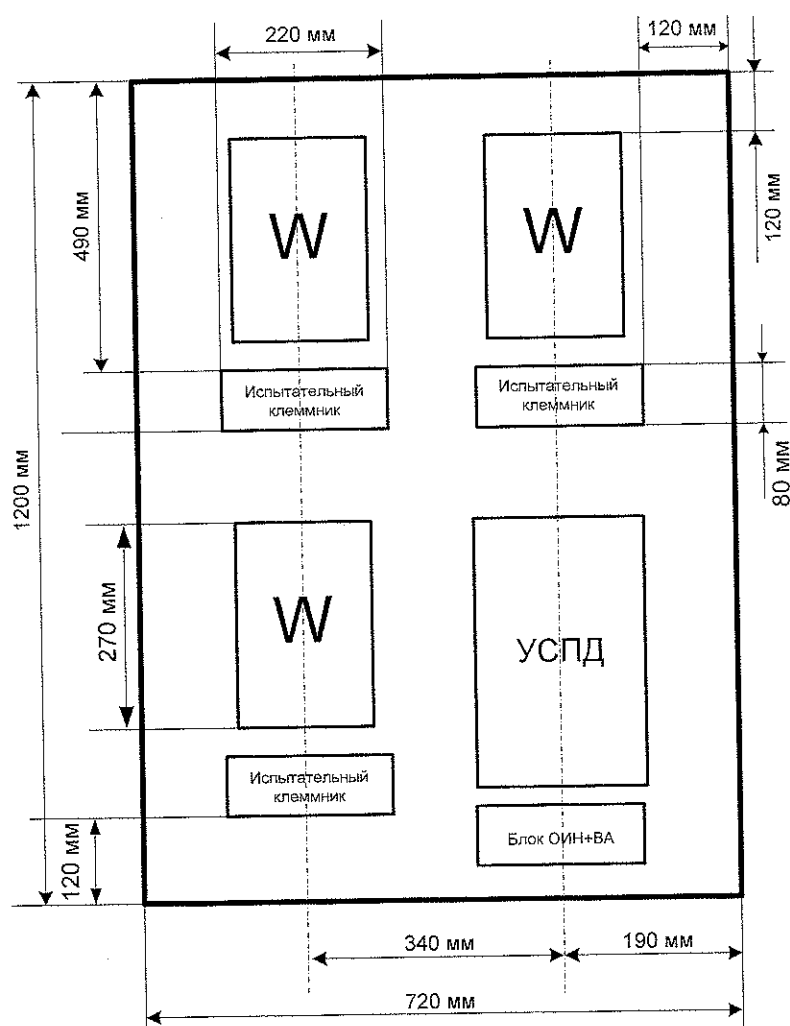 220 мм
120 мм
490 мм
W
W
120 мм
Испытательный
клеммник
Испытательный
клеммник
80 мм
1200 мм
270 мм
W
УСПД
Испытательный
клеммник
120 мм
Блок ОИН+ВА
340 мм
190 мм
720 мм